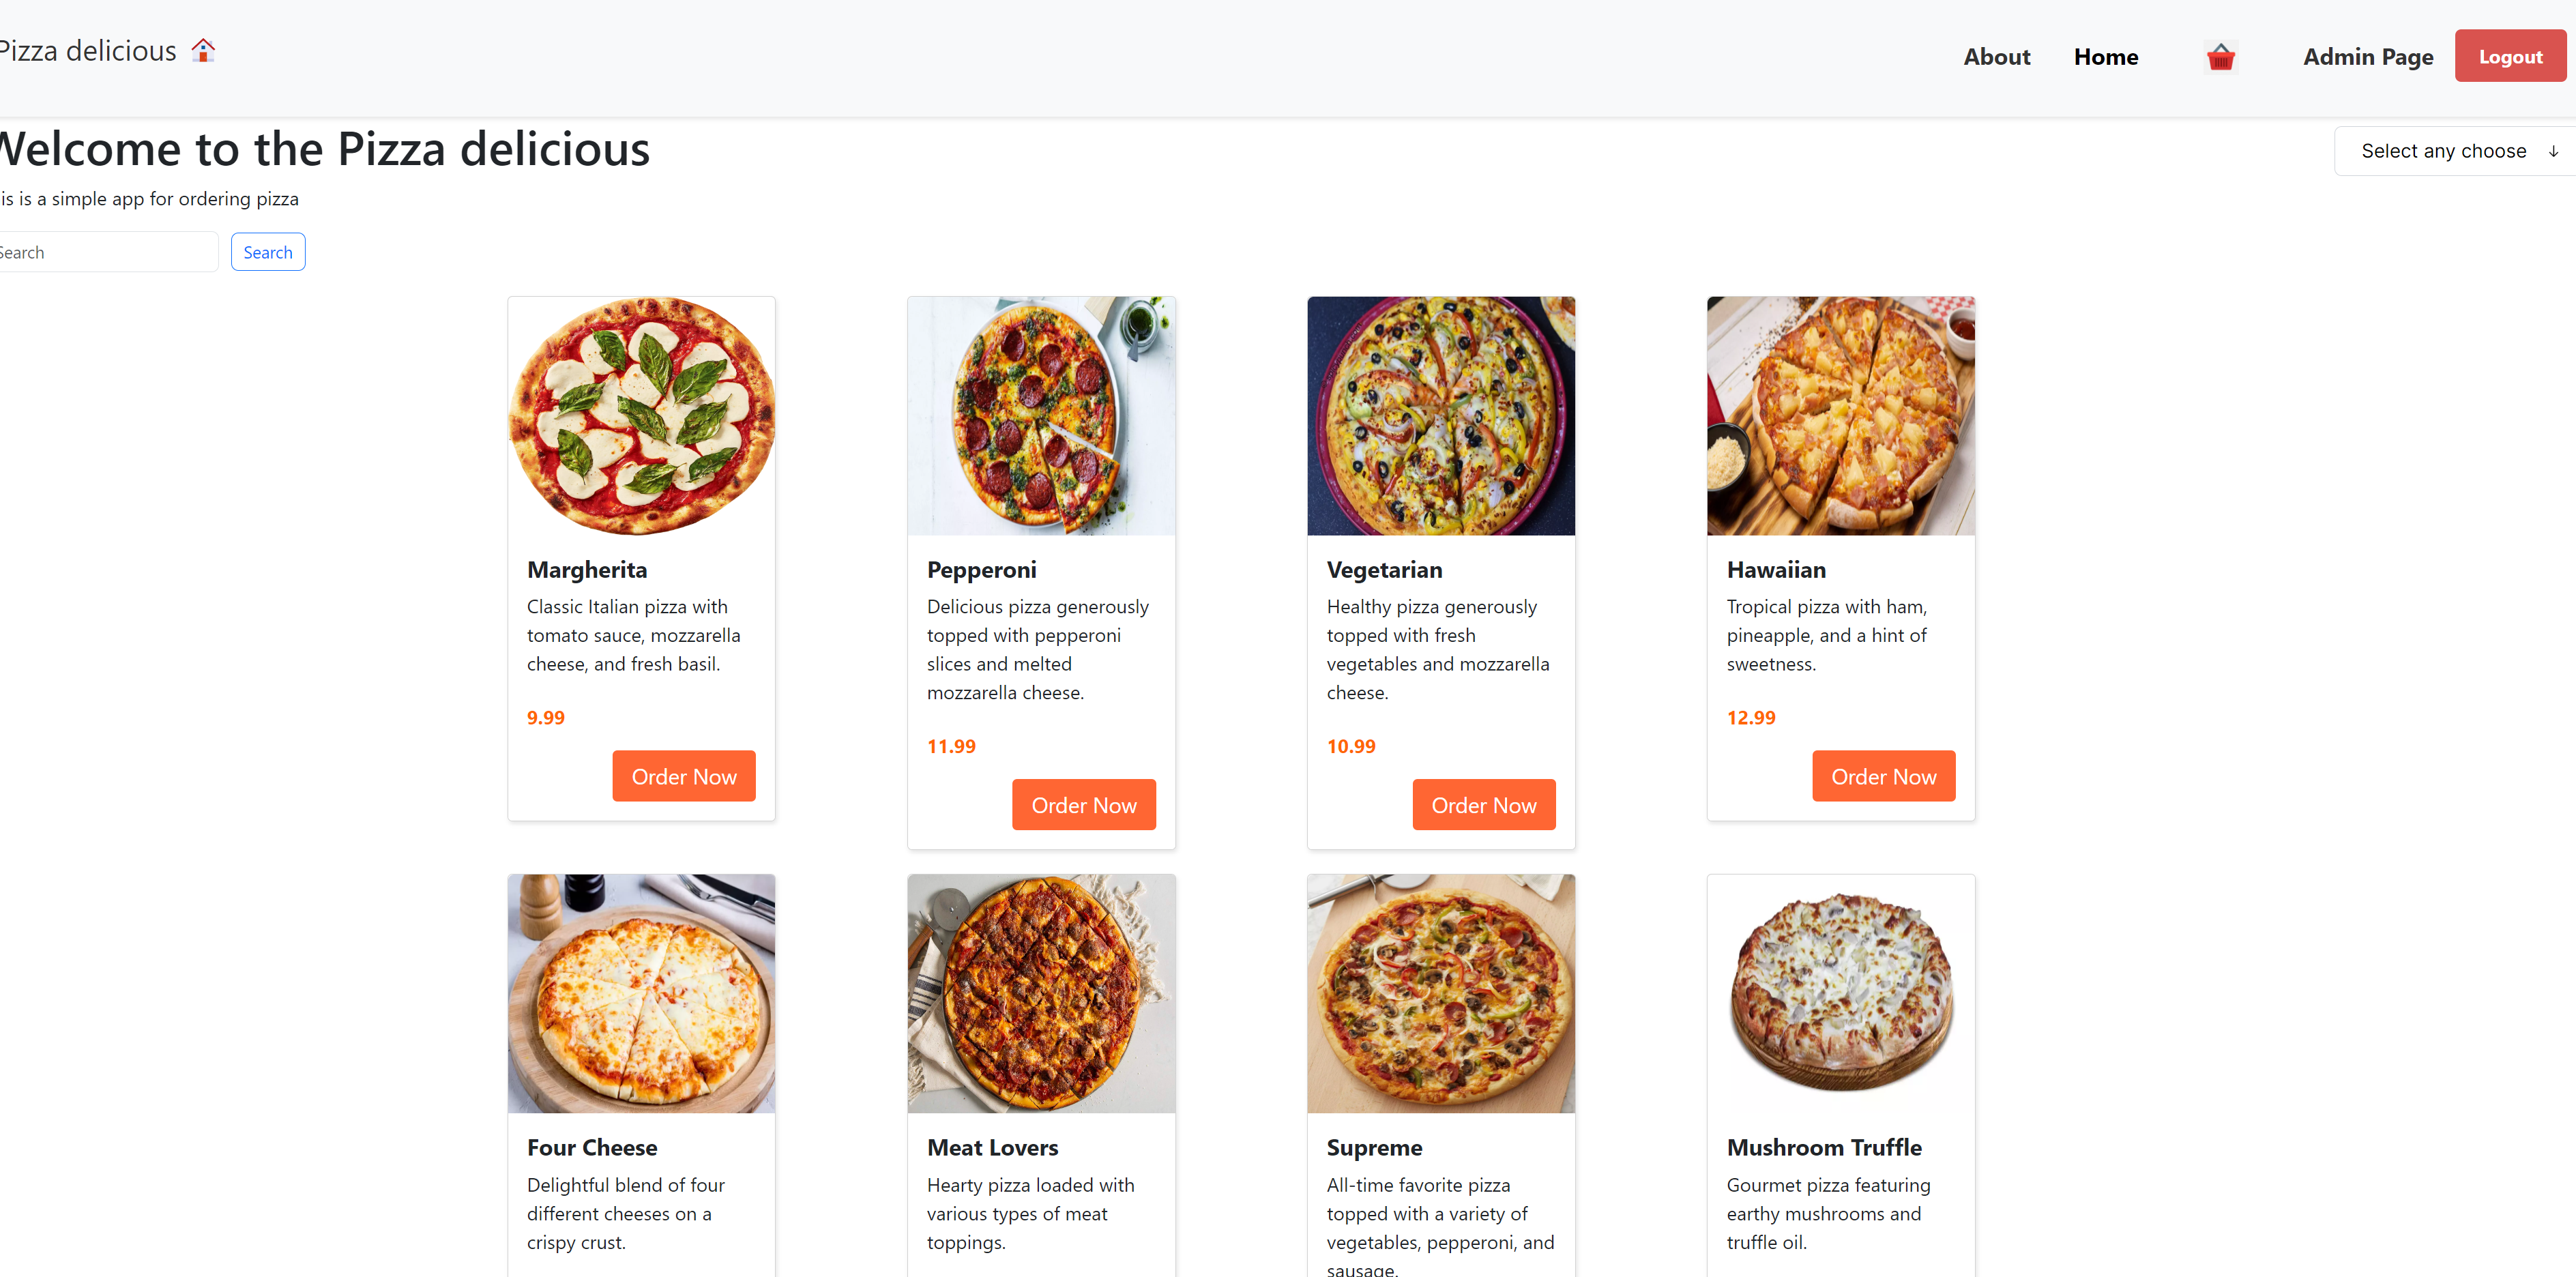 Pizza delicious
About
Home
Admin Page
Logout
Welcome to the Pizza delicious
Select any choose ↓
is is a simple app for ordering pizza
Search
Search
Margherita
Classic Italian pizza with
tomato sauce, mozzarella
cheese, and fresh basil.
9.99
Order Now
Pepperoni
Delicious pizza generously
topped with pepperoni
slices and melted
mozzarella cheese.
11.99
Order Now
Vegetarian
Healthy pizza generously
topped with fresh
vegetables and mozzarella
cheese.
10.99
Order Now
Hawaiian
Tropical pizza with ham,
pineapple, and a hint of
sweetness.
12.99
Order Now
Four Cheese
Delightful blend of four
different cheeses on a
crispy crust.
Meat Lovers
Hearty pizza loaded with
various types of meat
toppings.
Supreme
All-time favorite pizza
topped with a variety of
vegetables, pepperoni, and
sausage.
Mushroom Truffle
Gourmet pizza featuring
earthy mushrooms and
truffle oil.